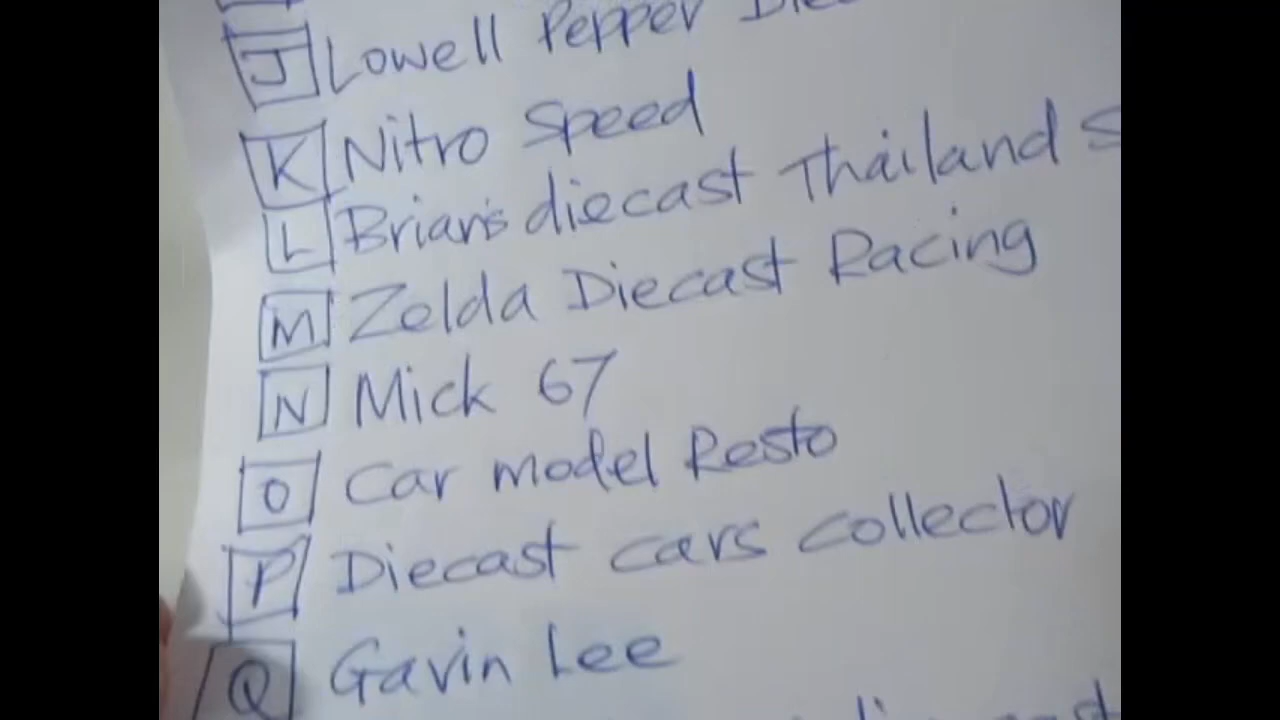 J Lowell Pepper
K Nitro Speed
L Brian's diecast Thailand
M Zelda Diecast Racing
N Mick 67
O Car model Resto
P Diecast cars collector
Q Gavin Lee